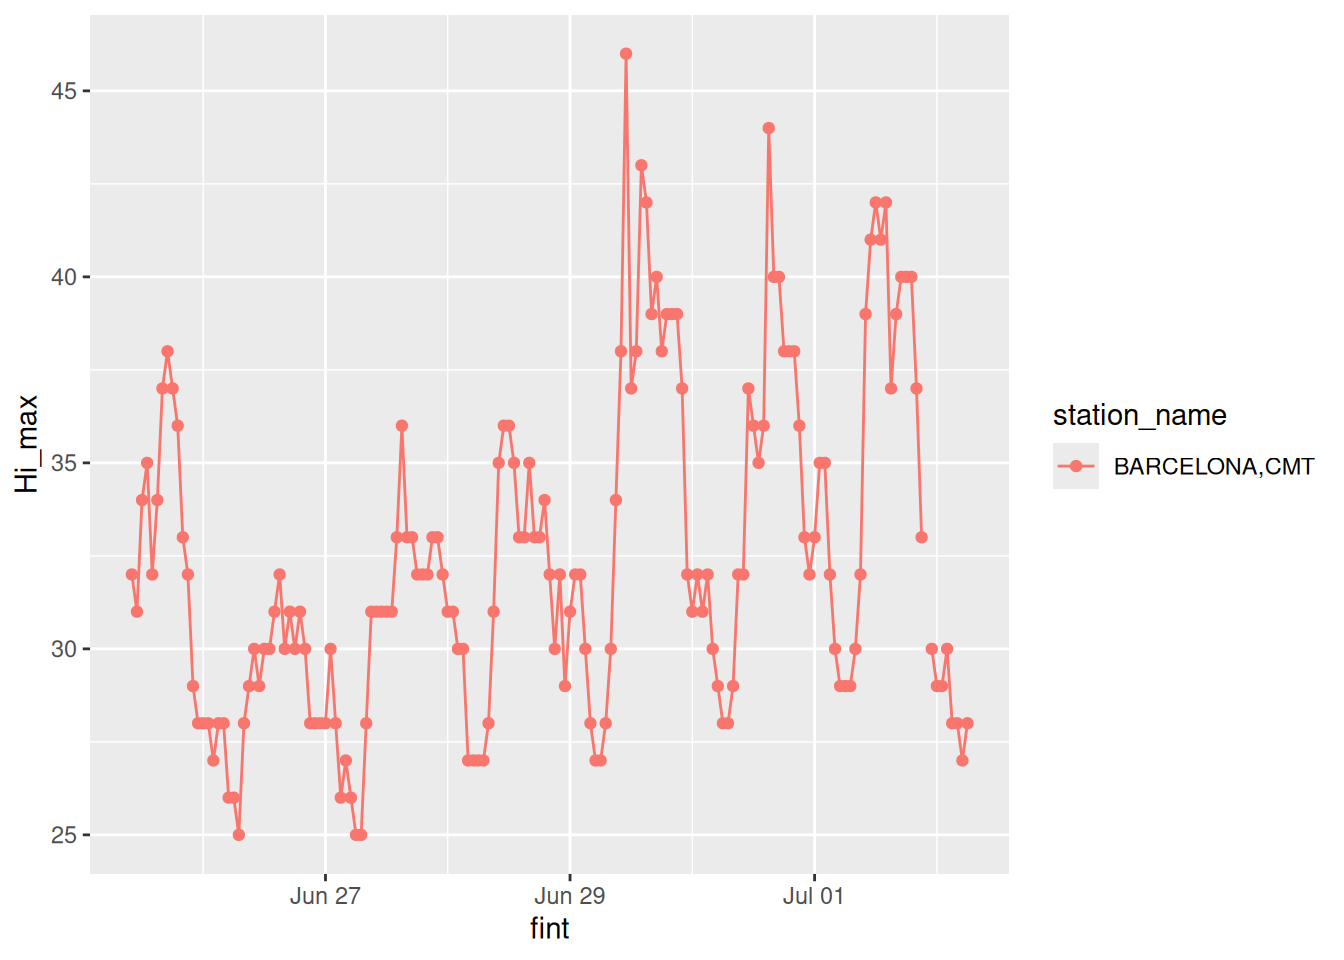 45
40
35
30
25
Hi_max
Jun 27
Jun 29
Jul 01
fint
station_name
BARCELONA,CMT